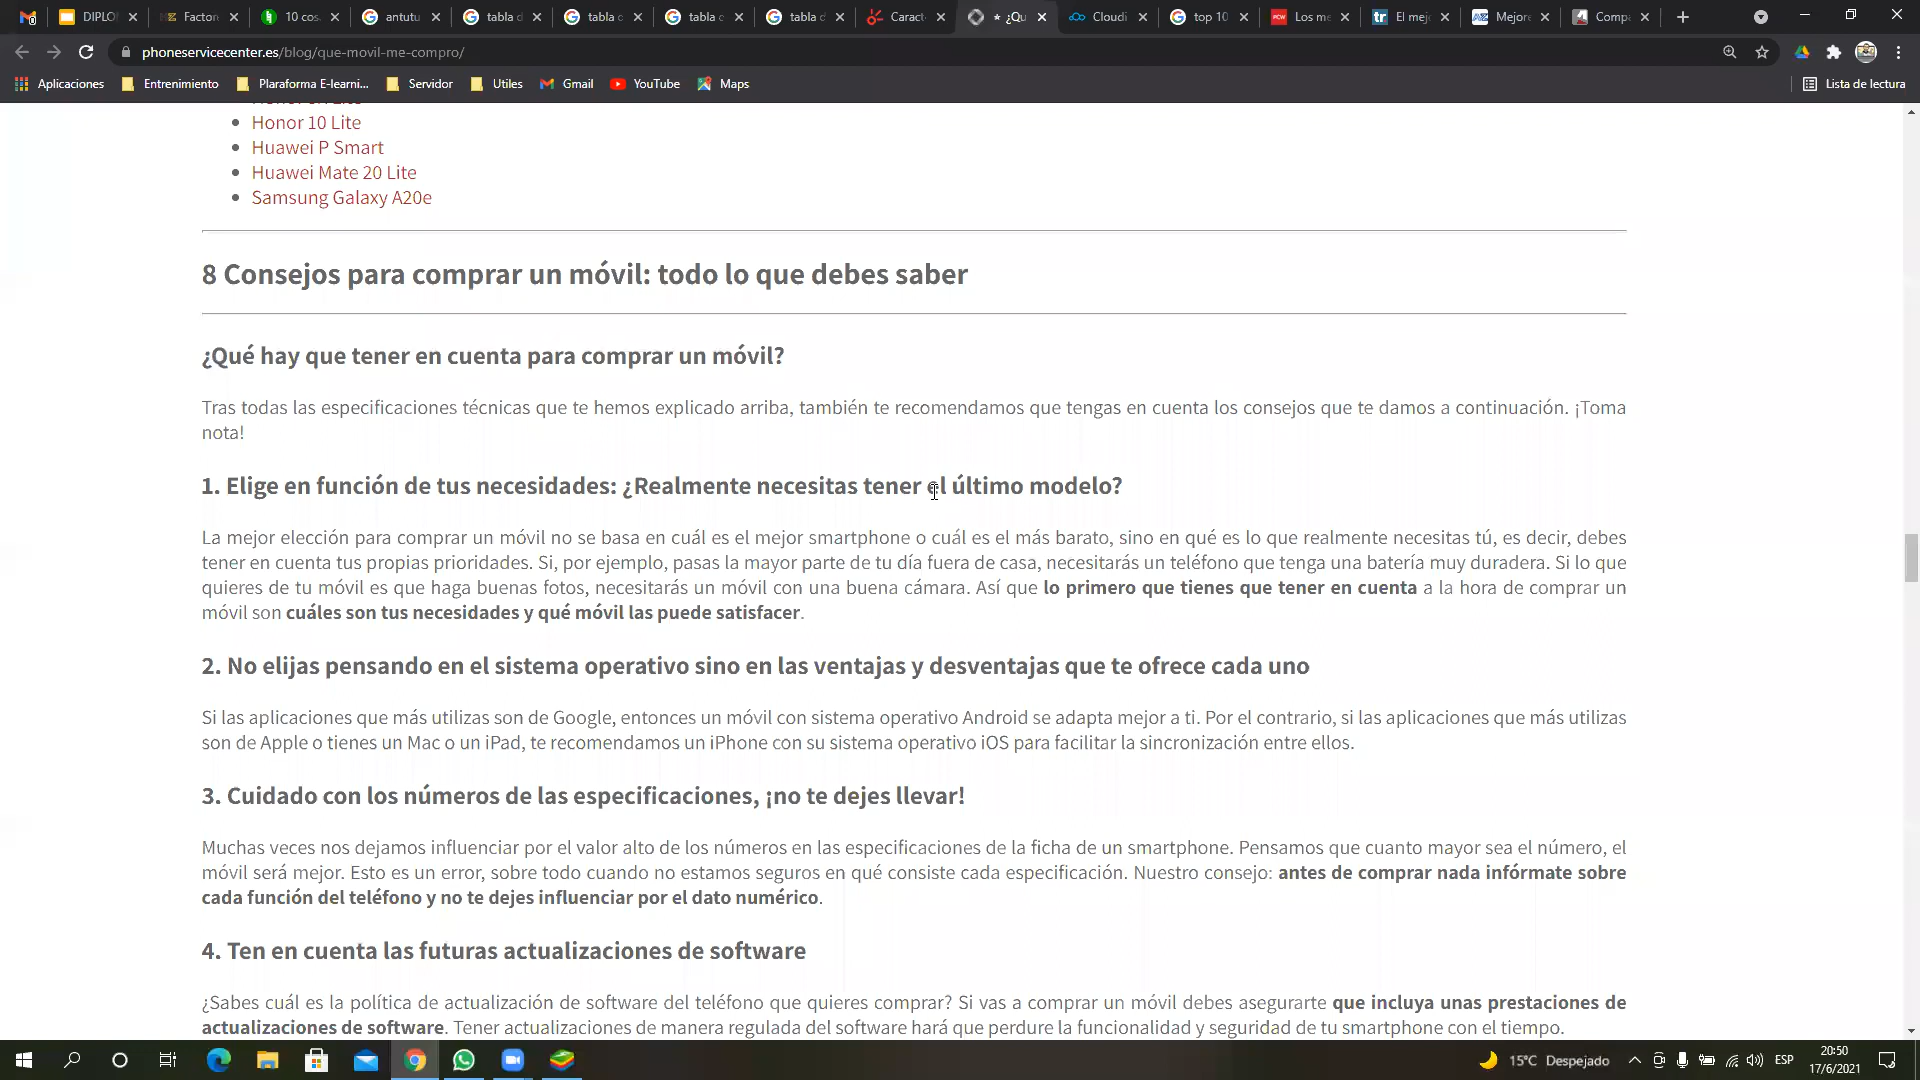 DIPLO
Factor
10 cos
antutu
tabla d
tabla c
tabla c
tabla d
Caract
¿Qu
Cloudi
top 10
Los me
El mej
Mejore
Compa
phoneservicecenter.es/blog/que-movil-me-compro/
Aplicaciones
Entrenimiento
Plaraforma E-learni...
Servidor
Utiles
Gmail
YouTube
Maps
Lista de lectura
Honor 10 Lite
Huawei P Smart
Huawei Mate 20 Lite
Samsung Galaxy A20e
8 Consejos para comprar un móvil: todo lo que debes saber
¿Qué hay que tener en cuenta para comprar un móvil?
Tras todas las especificaciones técnicas que te hemos explicado arriba, también te recomendamos que tengas en cuenta los consejos que te damos a continuación. ¡Toma
nota!
1. Elige en función de tus necesidades: ¿Realmente necesitas tener el último modelo?
La mejor elección para comprar un móvil no se basa en cuál es el mejor smartphone o cuál es el más barato, sino en qué es lo que realmente necesitas tú, es decir, debes
tener en cuenta tus propias prioridades. Si, por ejemplo, pasas la mayor parte de tu día fuera de casa, necesitarás un teléfono que tenga una batería muy duradera. Si lo que
quieres de tu móvil es que haga buenas fotos, necesitarás un móvil con una buena cámara. Así que lo primero que tienes que tener en cuenta a la hora de comprar un
móvil son cuáles son tus necesidades y qué móvil las puede satisfacer.
2. No elijas pensando en el sistema operativo sino en las ventajas y desventajas que te ofrece cada uno
Si las aplicaciones que más utilizas son de Google, entonces un móvil con sistema operativo Android se adapta mejor a ti. Por el contrario, si las aplicaciones que más utilizas
son de Apple o tienes un Mac o un iPad, te recomendamos un iPhone con su sistema operativo iOS para facilitar la sincronización entre ellos.
3. Cuidado con los números de las especificaciones, ¡no te dejes llevar!
Muchas veces nos dejamos influenciar por el valor alto de los números en las especificaciones de la ficha de un smartphone. Pensamos que cuanto mayor sea el número, el
móvil será mejor. Esto es un error, sobre todo cuando no estamos seguros en qué consiste cada especificación. Nuestro consejo: antes de comprar nada infórmate sobre
cada función del teléfono y no te dejes influenciar por el dato numérico.
4. Ten en cuenta las futuras actualizaciones de software
¿Sabes cuál es la política de actualización de software del teléfono que quieres comprar? Si vas a comprar un móvil debes asegurarte que incluya unas prestaciones de
actualizaciones de software. Tener actualizaciones de manera regulada del software hará que perdure la funcionalidad y seguridad de tu smartphone con el tiempo.
15°C Despejado
ESP
20:50
17/6/2021